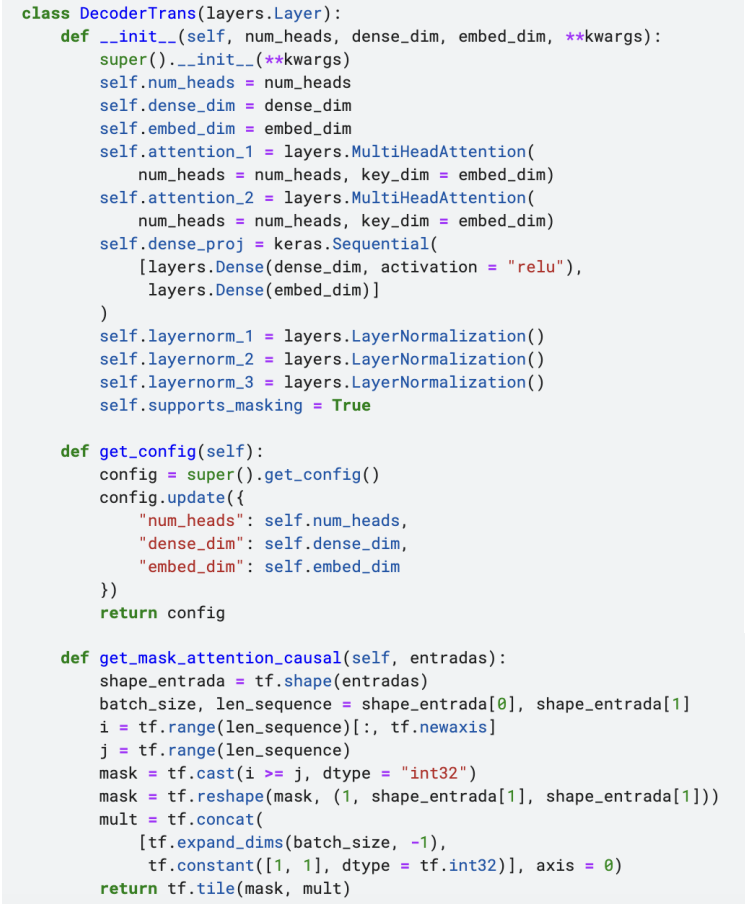 class DecoderTrans(layers.Layer):
    def __init__(self, num_heads, dense_dim, embed_dim, **kwargs):
        super().__init__(**kwargs)
        self.num_heads = num_heads
        self.dense_dim = dense_dim
        self.embed_dim = embed_dim
        self.attention_1 = layers.MultiHeadAttention(
            num_heads = num_heads, key_dim = embed_dim)
        self.attention_2 = layers.MultiHeadAttention(
            num_heads = num_heads, key_dim = embed_dim)
        self.dense_proj = keras.Sequential(
            [layers.Dense(dense_dim, activation = "relu"),
             layers.Dense(embed_dim)]
        )
        self.layernorm_1 = layers.LayerNormalization()
        self.layernorm_2 = layers.LayerNormalization()
        self.layernorm_3 = layers.LayerNormalization()
        self.supports_masking = True

    def get_config(self):
        config = super().get_config()
        config.update({
            "num_heads": self.num_heads,
            "dense_dim": self.dense_dim,
            "embed_dim": self.embed_dim
        })
        return config

    def get_mask_attention_causal(self, entradas):
        shape_entrada = tf.shape(entradas)
        batch_size, len_sequence = shape_entrada[0], shape_entrada[1]
        i = tf.range(len_sequence)[:, tf.newaxis]
        j = tf.range(len_sequence)
        mask = tf.cast(i >= j, dtype = "int32")
        mask = tf.reshape(mask, (1, shape_entrada[1], shape_entrada[1]))
        mult = tf.concat(
            [tf.expand_dims(batch_size, -1),
             tf.constant([1, 1], dtype = tf.int32)], axis = 0)
        return tf.tile(mask, mult)